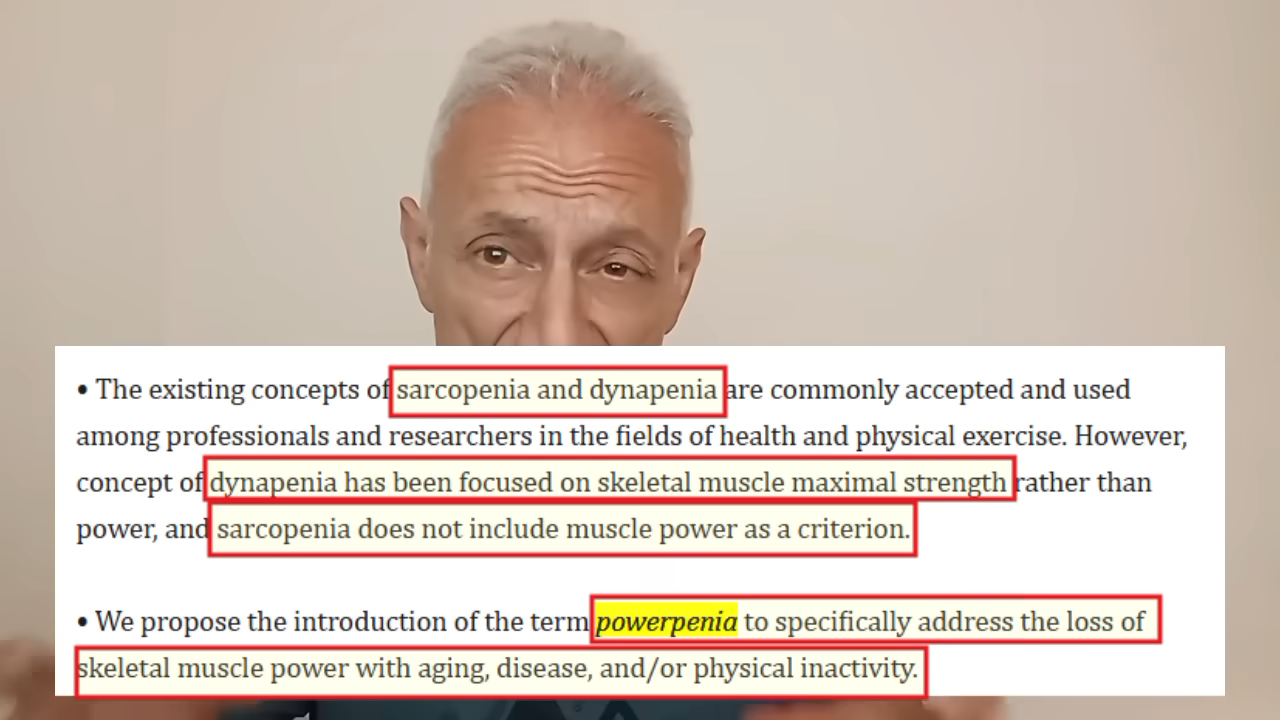 • The existing concepts of sarcopenia and dynapenia are commonly accepted and used
among professionals and researchers in the fields of health and physical exercise. However,
concept of dynapenia has been focused on skeletal muscle maximal strength rather than
power, and sarcopenia does not include muscle power as a criterion.
• We propose the introduction of the term powerpenia to specifically address the loss of
skeletal muscle power with aging, disease, and/or physical inactivity.